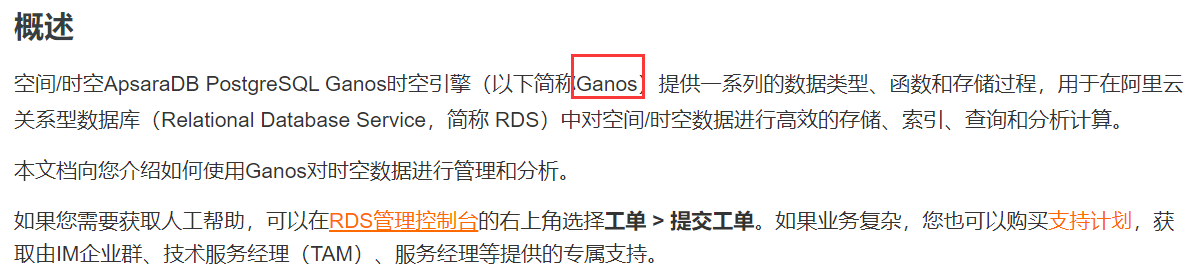 概述
空间/时空ApsaraDB PostgreSQL Ganos时空引擎（以下简称Ganos）提供一系列的数据类型、函数和存储过程，用于在阿里云
关系型数据库（Relational Database Service，简称 RDS）中对空间/时空数据进行高效的存储、索引、查询和分析计算。
本文档向您介绍如何使用Ganos对时空数据进行管理和分析。
如果您需要获取人工帮助，可以在RDS管理控制台的右上角选择工单 > 提交工单。如果业务复杂，您也可以购买支持计划，获
取由IM企业群、技术服务经理（TAM）、服务经理等提供的专属支持。